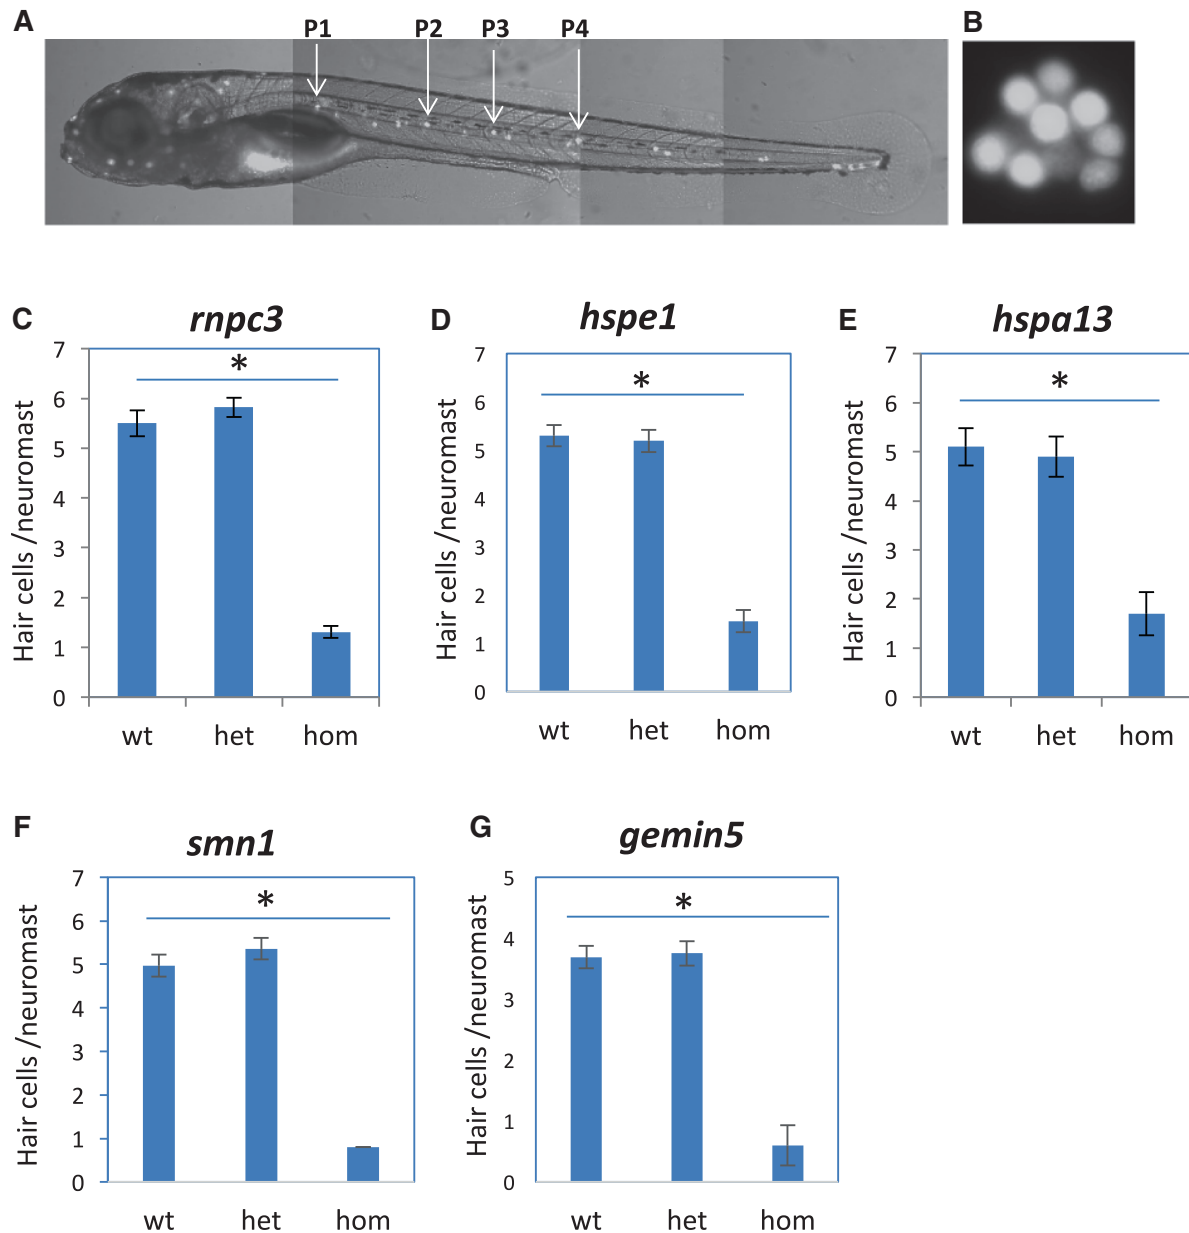 A
P1 P2 P3 P4
B
C
rnpc3
Hair cells /neuromast
7
6
5
4
3
2
1
0
*
wt het hom
D
hspe1
Hair cells /neuromast
7
6
5
4
3
2
1
0
*
wt het hom
E
hspa13
Hair cells /neuromast
7
6
5
4
3
2
1
0
*
wt het hom
F
smn1
Hair cells /neuromast
7
6
5
4
3
2
1
0
*
wt het hom
G
gemin5
Hair cells /neuromast
5
4
3
2
1
0
*
wt het hom